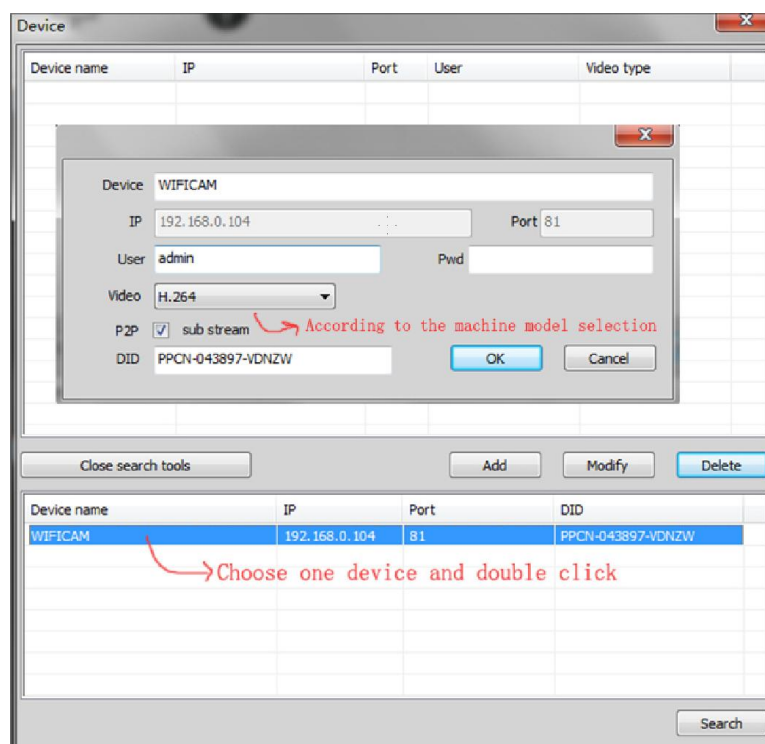 Device
Device name IP Port User Video type
Device WIFICAM
IP 192.168.0.104 Port 81
User admin Pwd
Video H.264
According to the machine model selection
P2P sub stream
DID PPCN-043897-VDNZW OK Cancel
Close search tools Add Modify Delete
Device name IP Port DID
WIFICAM 192.168.0.104 81 PPCN-043897-VDNZW
Choose one device and double click
Search